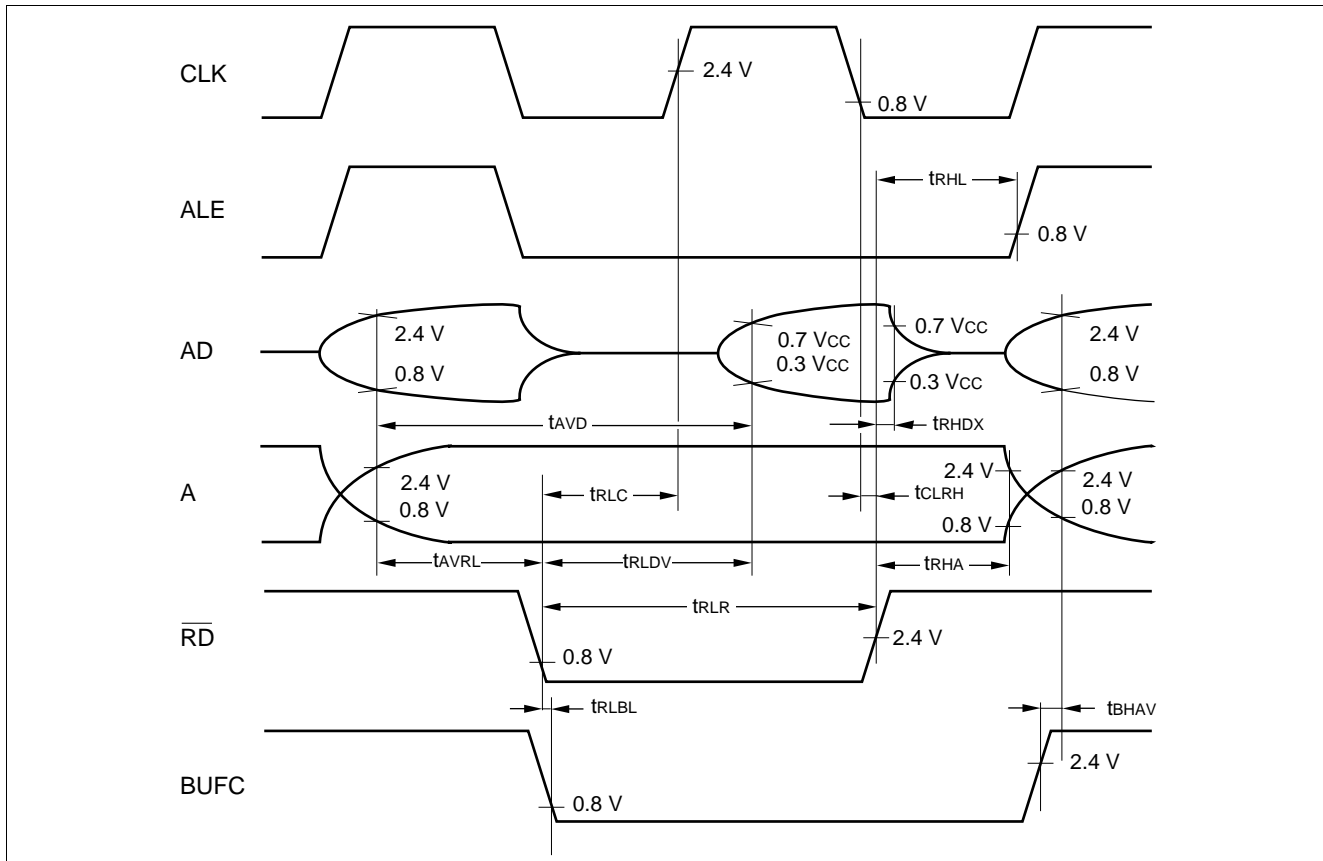 CLK
2.4 V
0.8 V
tRHL
ALE
0.8 V
AD
2.4 V
0.8 V
0.7 VCC
0.3 VCC
0.7 VCC
0.3 VCC
2.4 V
0.8 V
tAVD
tRHDX
A
2.4 V
0.8 V
tRLC
2.4 V
0.8 V
tCLRH
2.4 V
0.8 V
tAVRL
tRLDV
tRHA
tRLR
RD
0.8 V
2.4 V
tRLBL
tBHAV
BUFC
0.8 V
2.4 V